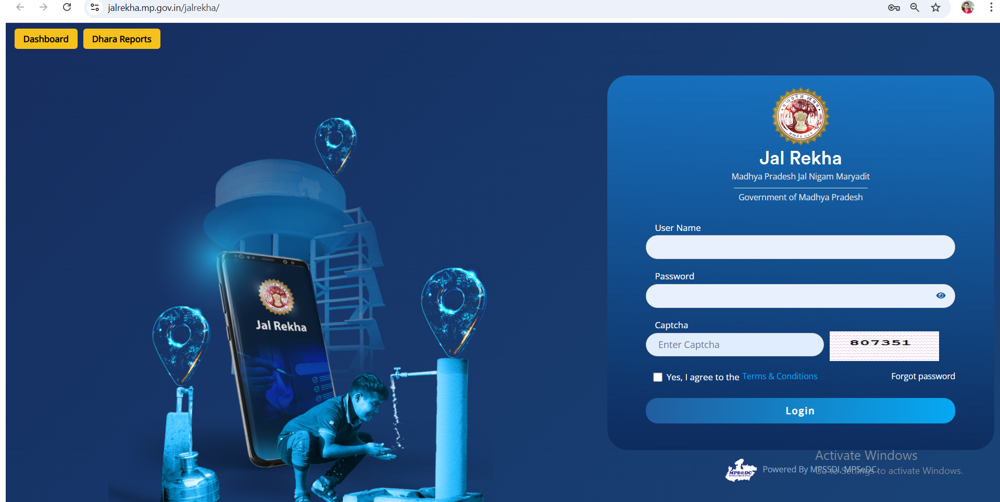 jalrekha.mp.gov.in/jalrekha/
Dashboard
Dhara Reports
Jal Rekha
Jal Rekha
Madhya Pradesh Jal Nigam Maryadit
Government of Madhya Pradesh
User Name
Password
Captcha
Enter Captcha
807351
Yes, I agree to the Terms & Conditions
Forgot password
Login
Activate Windows
Go to Settings to activate Windows.
MPSeDC
Powered By MPSSDI, MPSeDC.